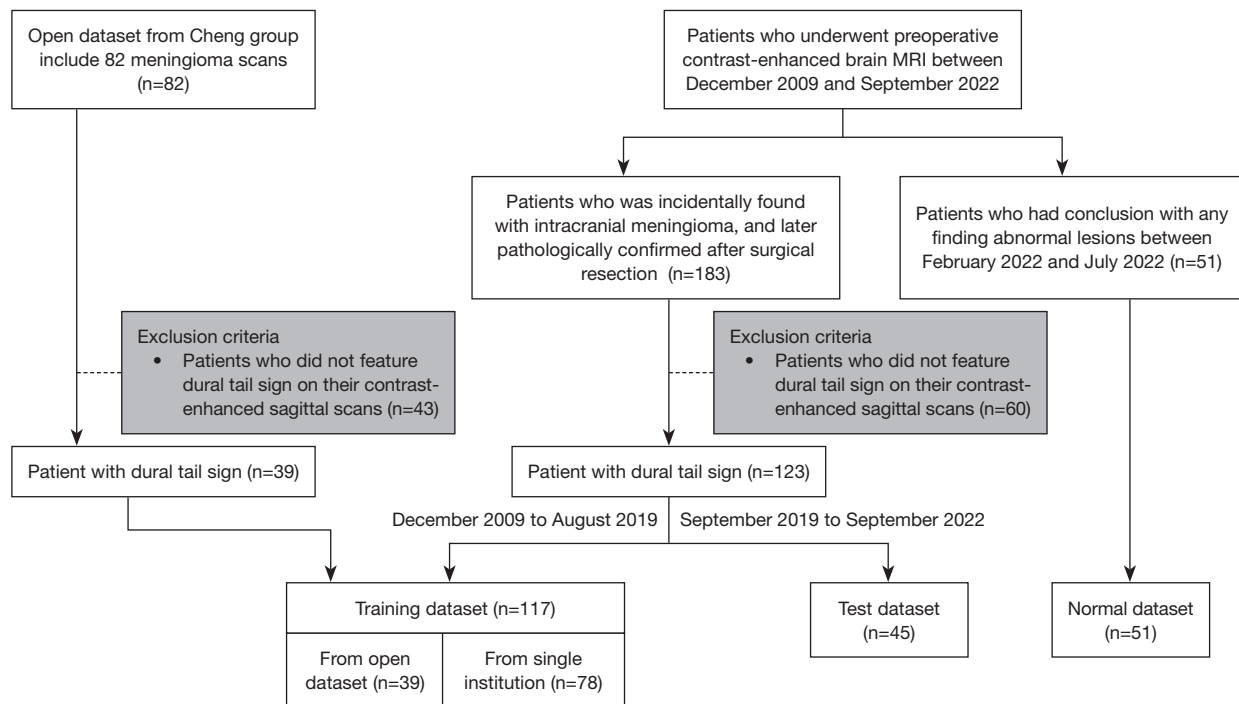 Open dataset from Cheng group
include 82 meningioma scans
(n=82)
Patients who underwent preoperative
contrast-enhanced brain MRI between
December 2009 and September 2022
Patients who was incidentally found
with intracranial meningioma, and later
pathologically confirmed after surgical
resection (n=183)
Patients who had conclusion with any
finding abnormal lesions between
February 2022 and July 2022 (n=51)
Exclusion criteria
• Patients who did not feature
dural tail sign on their contrast-
enhanced sagittal scans (n=43)
Exclusion criteria
• Patients who did not feature
dural tail sign on their contrast-
enhanced sagittal scans (n=60)
Patient with dural tail sign (n=39)
Patient with dural tail sign (n=123)
December 2009 to August 2019
September 2019 to September 2022
Training dataset (n=117)
From open
dataset (n=39)
From single
institution (n=78)
Test dataset
(n=45)
Normal dataset
(n=51)